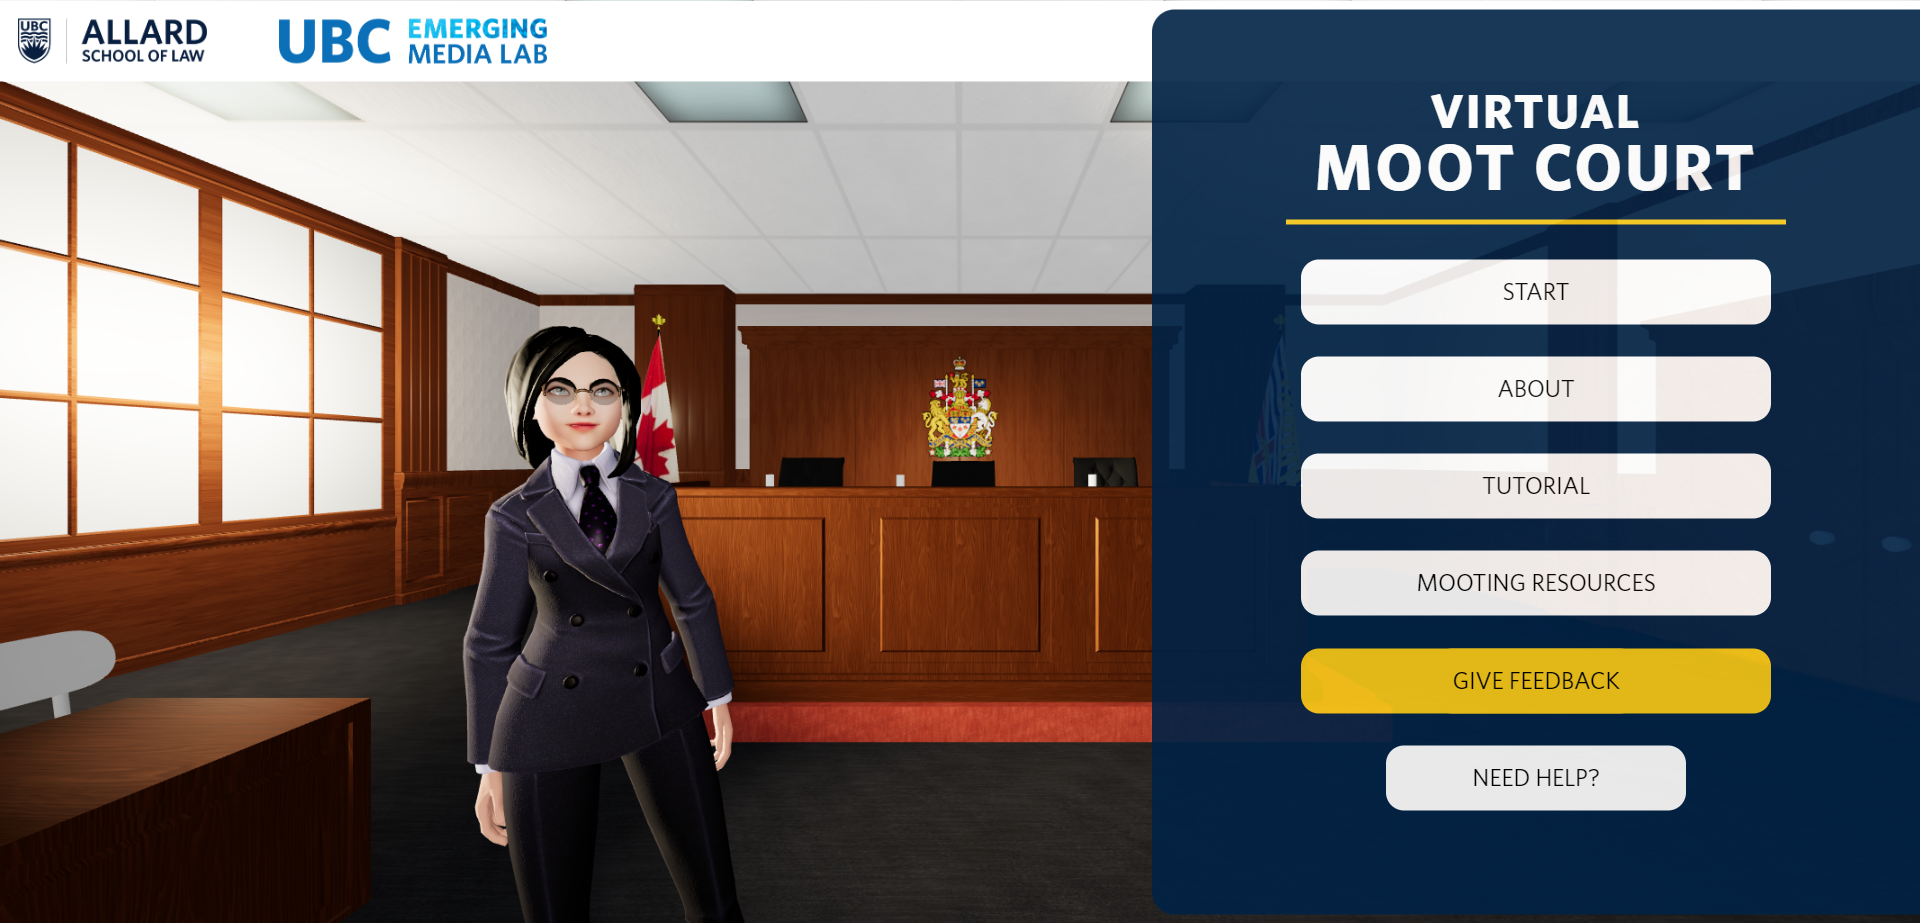 UBC
ALLARD
SCHOOL OF LAW
UBC
EMERGING
MEDIA LAB
VIRTUAL
MOOT COURT
START
ABOUT
TUTORIAL
MOOTING RESOURCES
GIVE FEEDBACK
NEED HELP?